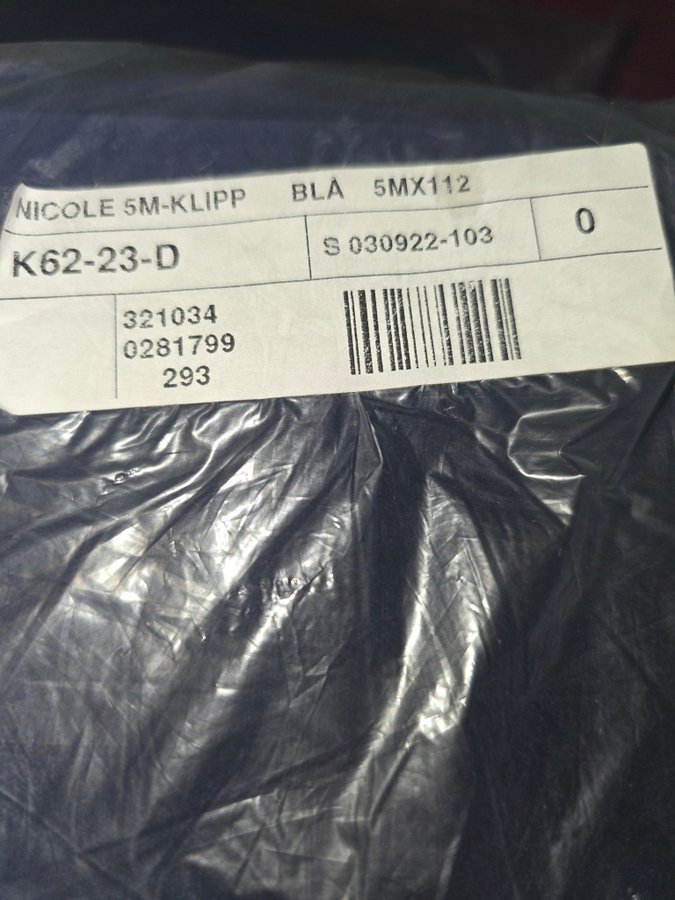 NICOLE 5M-KLIPP BLÅ 5MX112
K62-23-D S 030922-103 0
321034
0281799
293